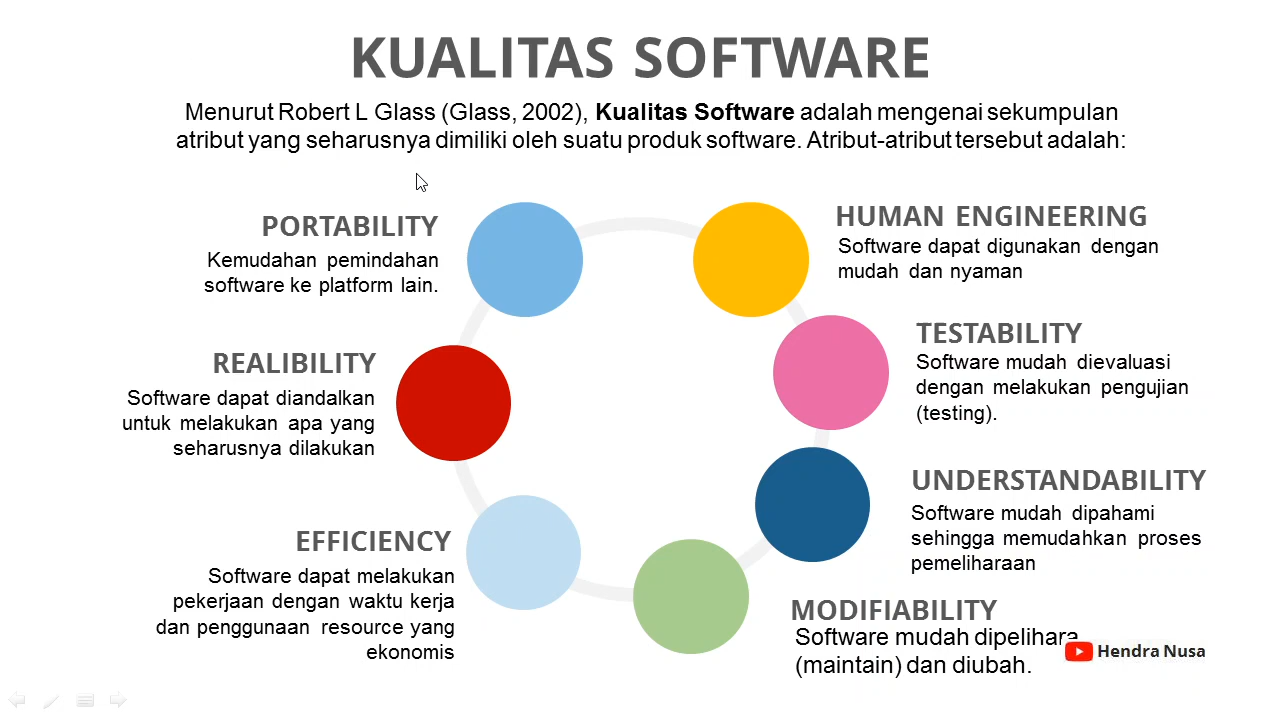 KUALITAS SOFTWARE
Menurut Robert L Glass (Glass, 2002), Kualitas Software adalah mengenai sekumpulan
atribut yang seharusnya dimiliki oleh suatu produk software. Atribut-atribut tersebut adalah:
PORTABILITY
Kemudahan pemindahan
software ke platform lain.
REALIBILITY
Software dapat diandalkan
untuk melakukan apa yang
seharusnya dilakukan
EFFICIENCY
Software dapat melakukan
pekerjaan dengan waktu kerja
dan penggunaan resource yang
ekonomis
HUMAN ENGINEERING
Software dapat digunakan dengan
mudah dan nyaman
TESTABILITY
Software mudah dievaluasi
dengan melakukan pengujian
(testing).
UNDERSTANDABILITY
Software mudah dipahami
sehingga memudahkan proses
pemeliharaan
MODIFIABILITY
Software mudah dipelihara
(maintain) dan diubah.
Hendra Nusa